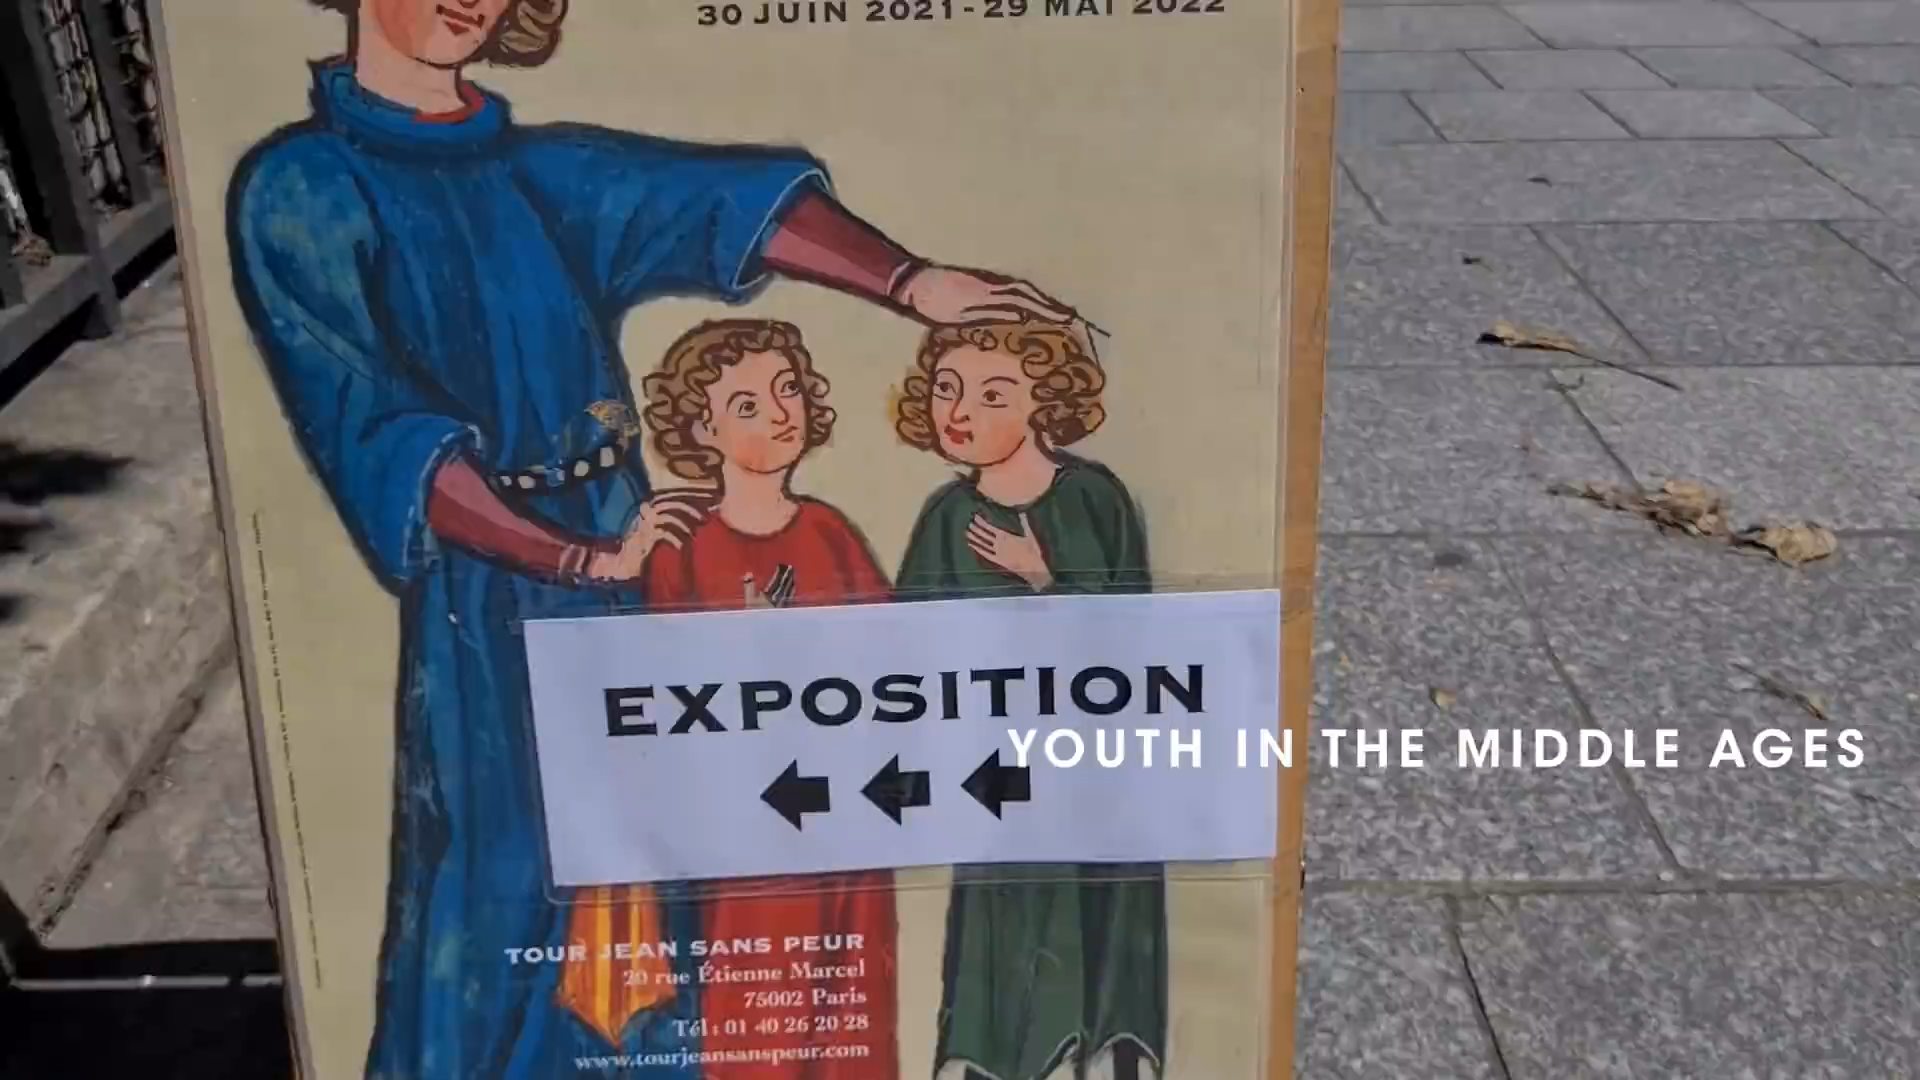 30 JUIN 2021 - 29 MAI 2022
EXPOSITION
YOUTH IN THE MIDDLE AGES
TOUR JEAN SANS PEUR
20 rue Étienne Marcel
75002 Paris
Tél : 01 40 26 20 28
www.tourjeansanspeur.com